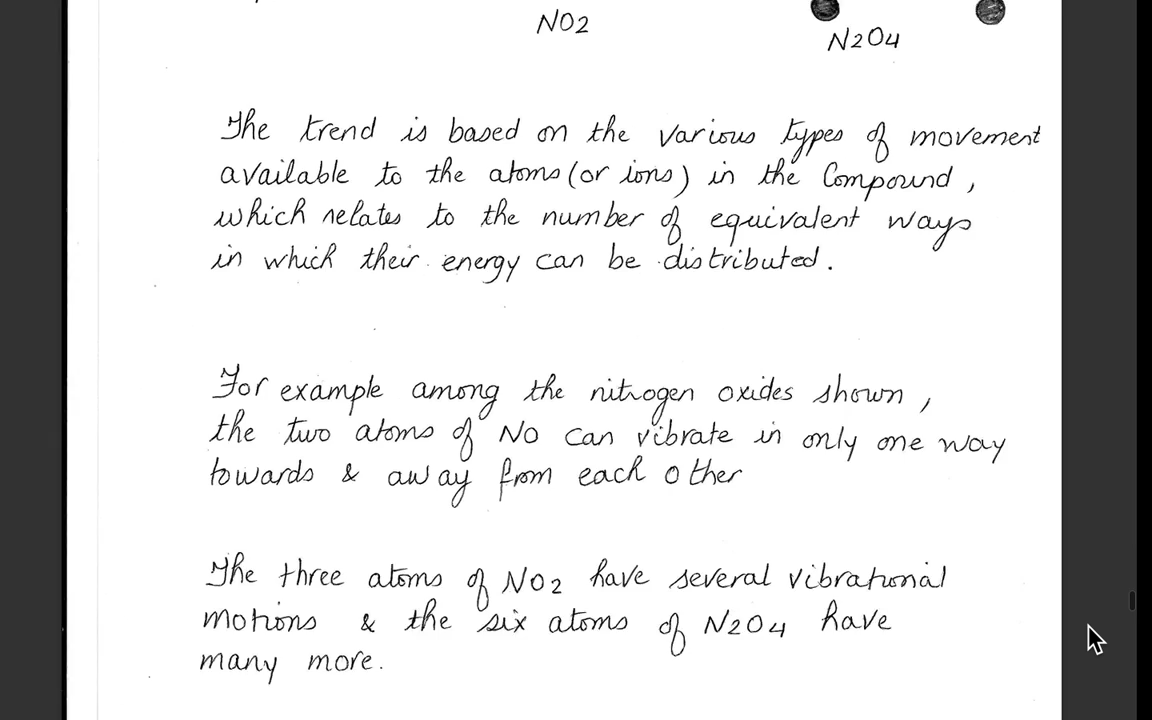 NO2
N2O4
The trend is based on the various types of movement
available to the atoms (or ions) in the Compound,
which relates to the number of equivalent ways
in which their energy can be distributed.
For example among the nitrogen oxides shown,
the two atoms of NO can vibrate in only one way
towards & away from each other
The three atoms of NO2 have several vibrational
motions & the six atoms of N2O4 have
many more.